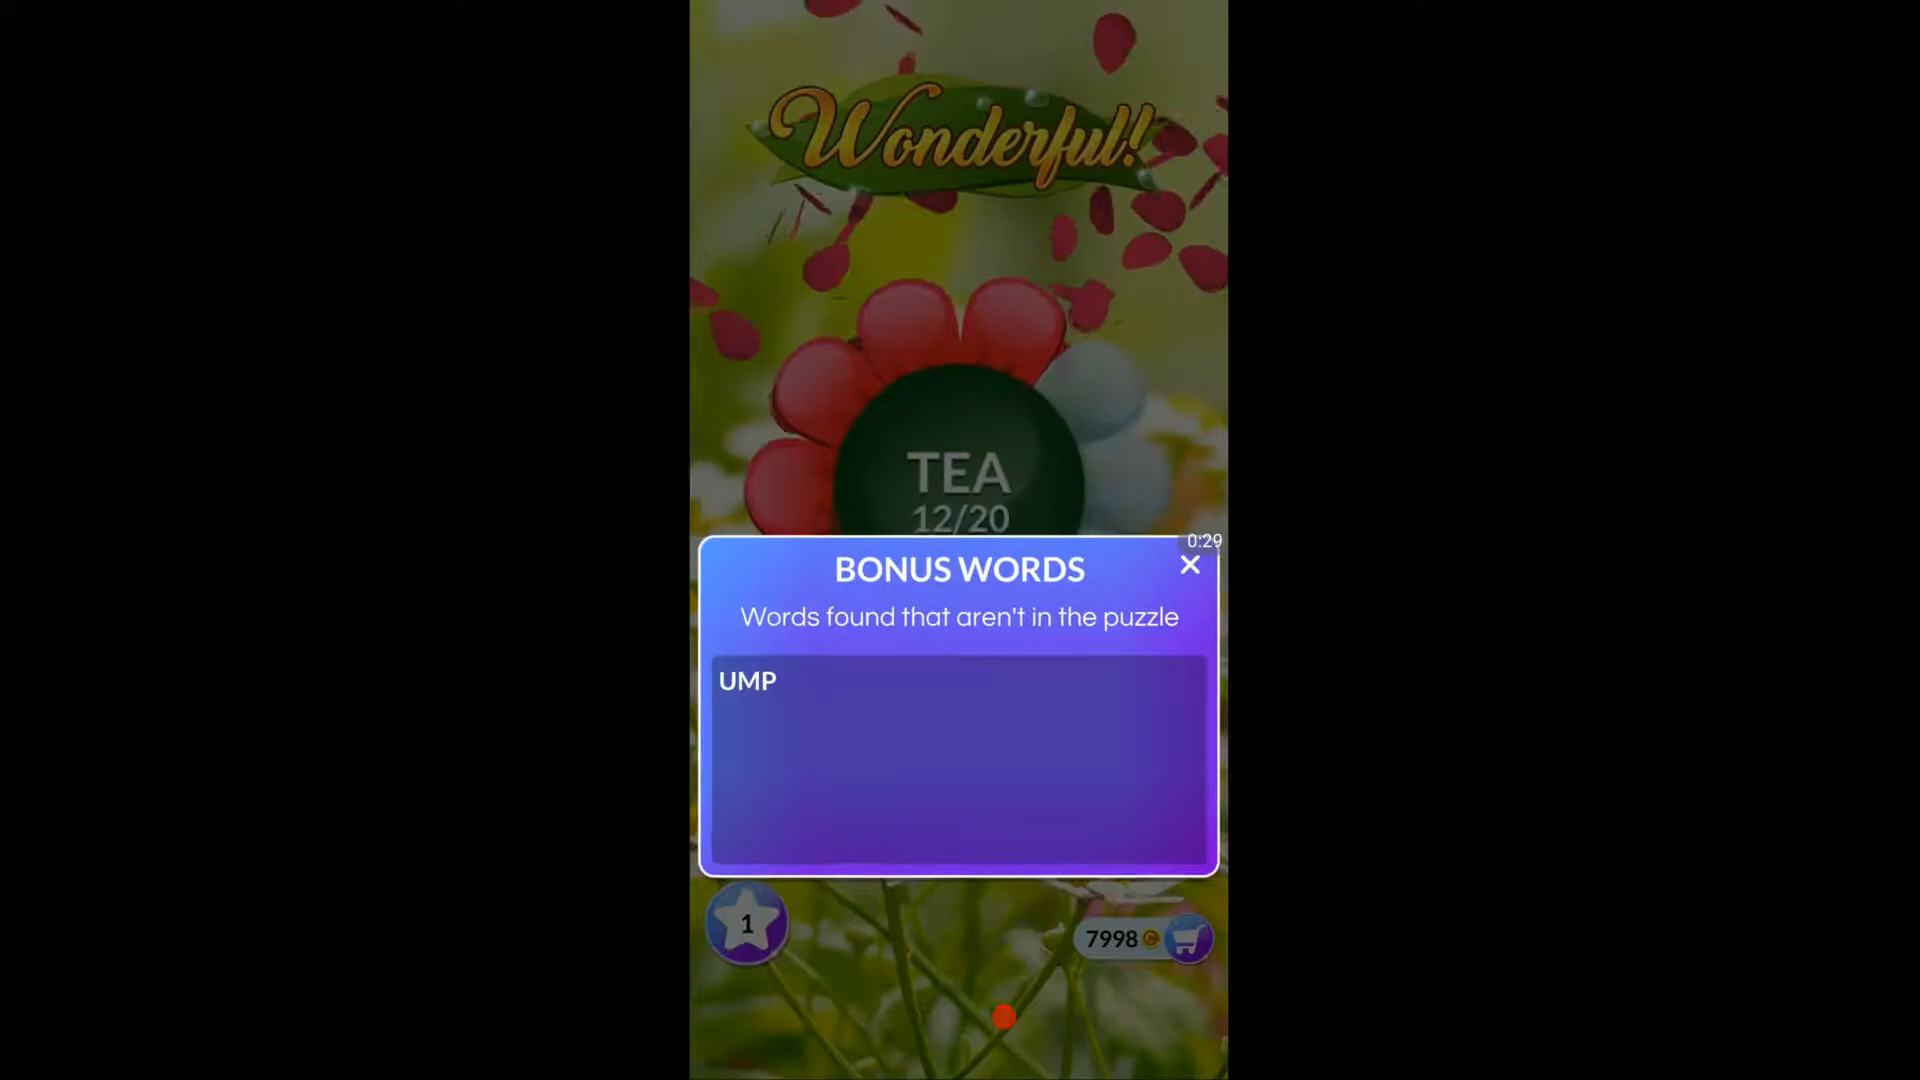 Wonderful!
TEA
12/20
0:29
BONUS WORDS
Words found that aren't in the puzzle
UMP
1
7998